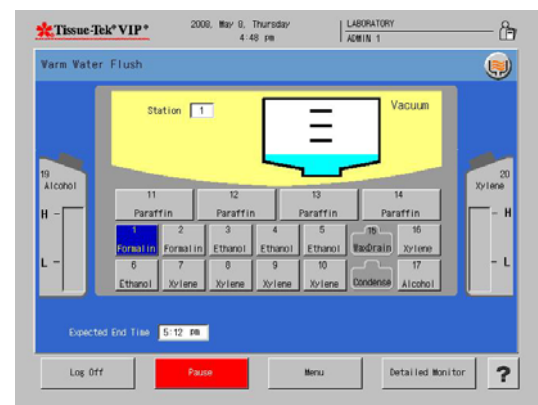 Tissue-Tek® VIP®
2008, May 8, Thursday
4:48 pm
LABORATORY
ADMIN 1
Warm Water Flush
Station 1
Vacuum
19
Alcohol
20
Xylene
H
H
L
L
11 12 13 14
Paraffin Paraffin Paraffin Paraffin
1 2 3 4 5 15 16
Formalin Formalin Ethanol Ethanol Ethanol WaxDrain Xylene
6 7 8 9 10 17
Ethanol Xylene Xylene Xylene Xylene Condense Alcohol
Expected End Time 5:12 pm
Log Off
Pause
Menu
Detailed Monitor
?